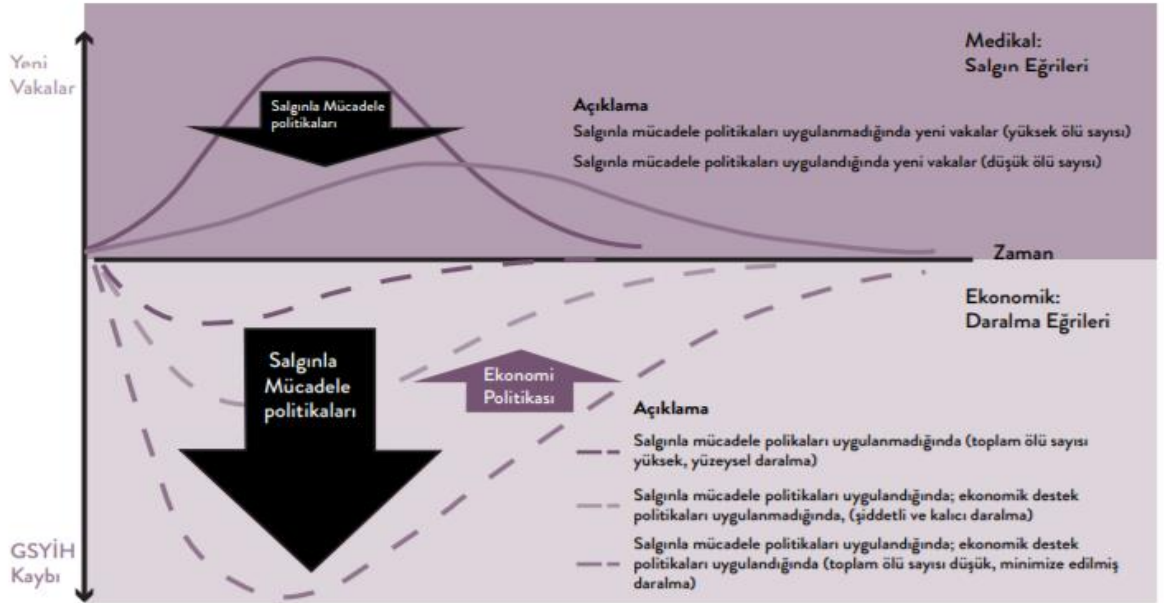 Yeni
Vakalar
Medikal:
Salgın Eğrileri
Salgınla Mücadele
politikaları
Açıklama
Salgınla mücadele politikaları uygulanmadığında yeni vakalar (yüksek ölü sayısı)
Salgınla mücadele politikaları uygulandığında yeni vakalar (düşük ölü sayısı)
Zaman
Ekonomik:
Daralma Eğrileri
Salgınla
Mücadele
politikaları
Ekonomi
Politikası
Açıklama
Salgınla mücadele polikaları uygulanmadığında (toplam ölü sayısı
yüksek, yüzeysel daralma)
Salgınla mücadele politikaları uygulandığında; ekonomik destek
politikaları uygulanmadığında, (şiddetli ve kalıcı daralma)
Salgınla mücadele politikaları uygulandığında; ekonomik destek
politikaları uygulandığında (toplam ölü sayısı düşük, minimize edilmiş
daralma)
GSYİH
Kaybı